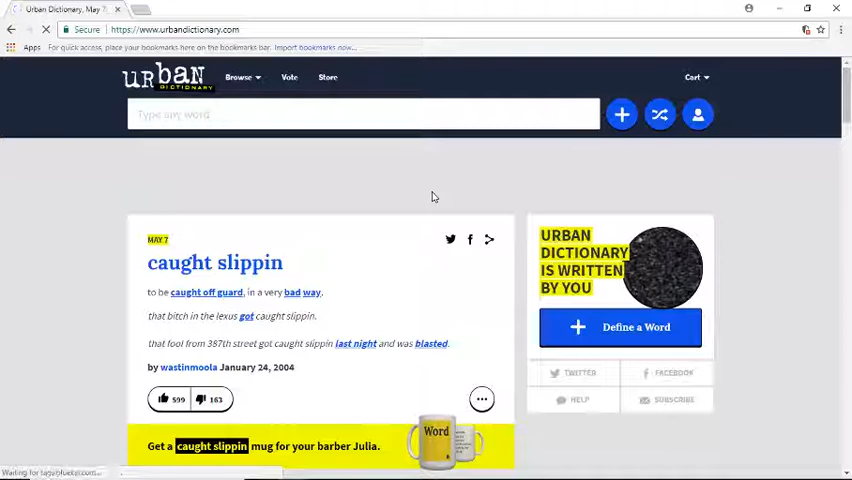 Urban Dictionary, May 7:
Secure https://www.urbandictionary.com
Apps For quick access, place your bookmarks here on the bookmarks bar. Import bookmarks now...
urban DICTIONARY Browse Vote Store Cart
Type any word
MAY 7
caught slippin
to be caught off guard, in a very bad way.
that bitch in the lexus got caught slippin.
that fool from 387th street got caught slippin last night and was blasted.
by wastinmoola January 24, 2004
599 163
Get a caught slippin mug for your barber Julia.
Word
URBAN
DICTIONARY
IS WRITTEN
BY YOU
Define a Word
TWITTER FACEBOOK
HELP SUBSCRIBE
Waiting for